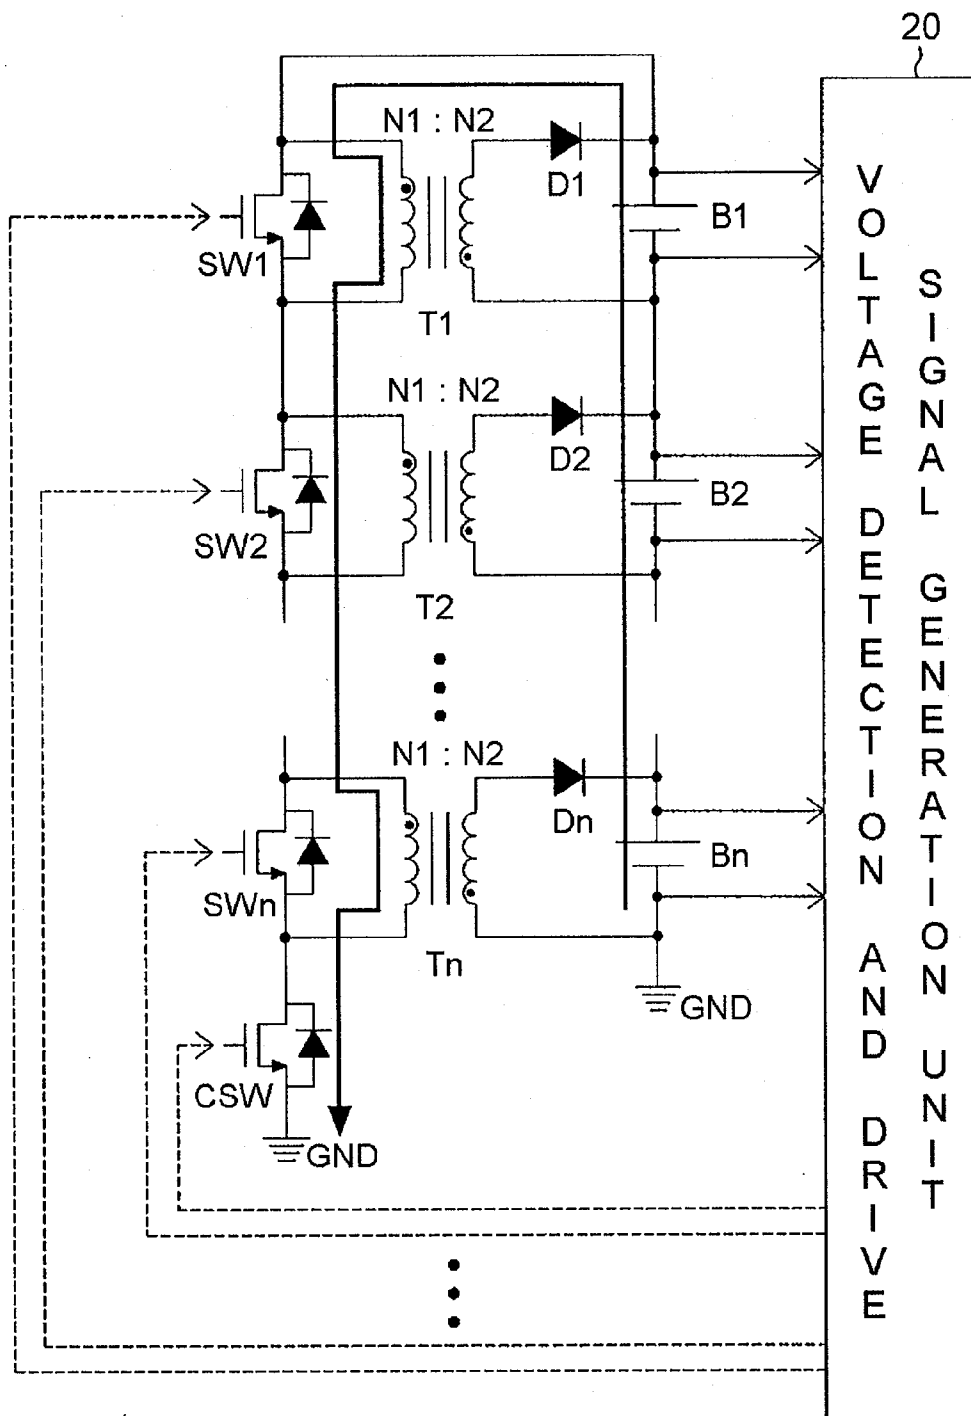 20
N1 : N2
D1
B1
SW1
T1
N1 : N2
D2
B2
SW2
T2
N1 : N2
Dn
Bn
SWn
Tn
GND
CSW
GND
VOLTAGE DETECTION AND DRIVE
SIGNAL GENERATION UNIT